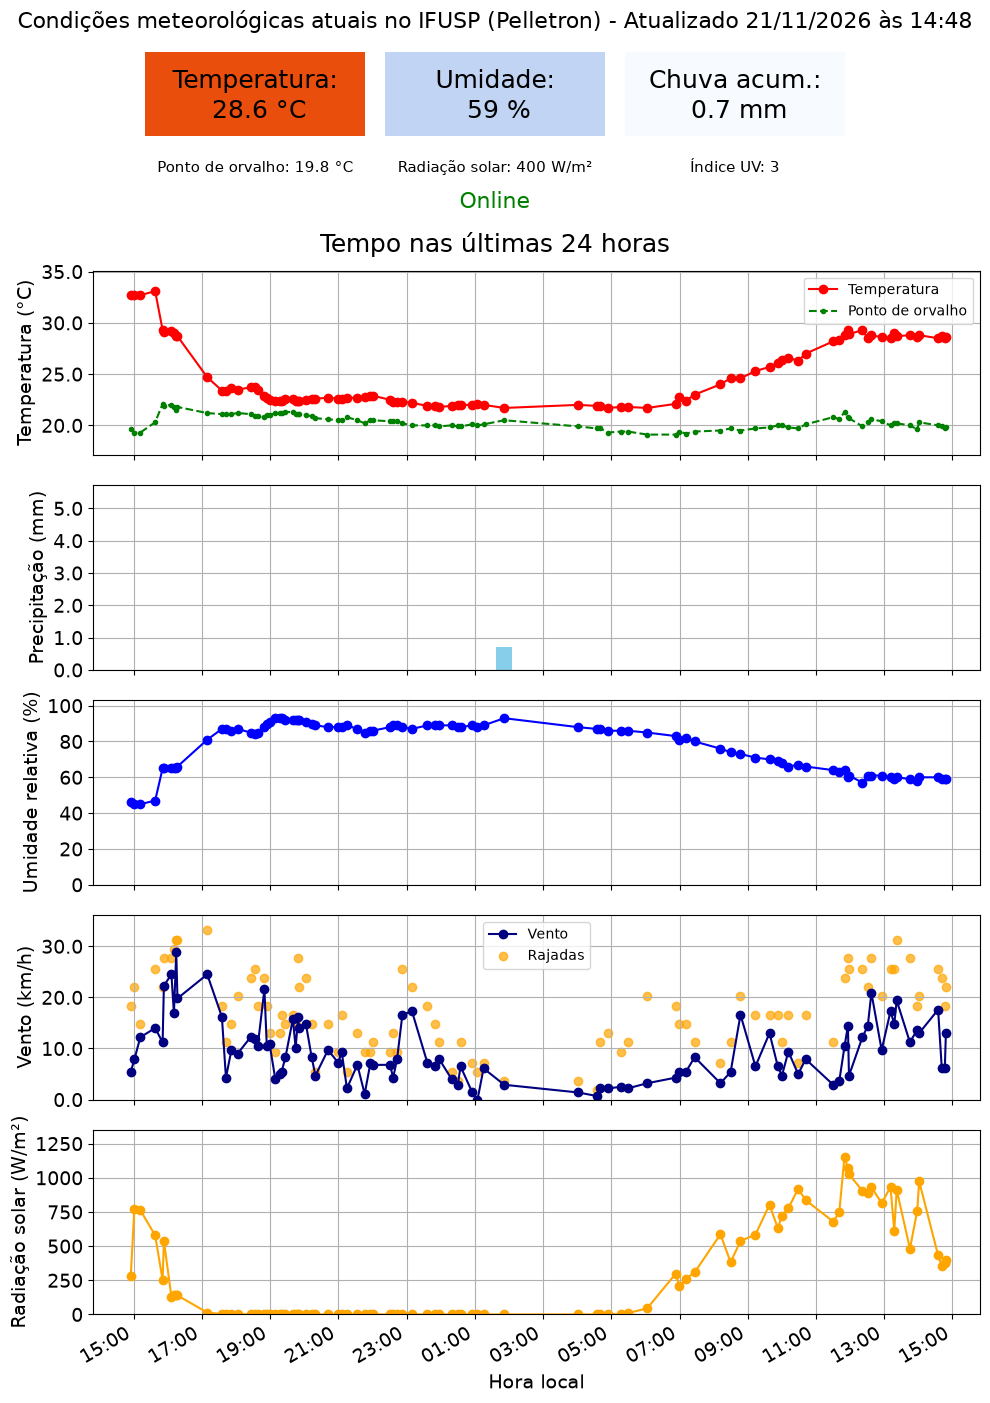 Condições meteorológicas atuais no IFUSP (Pelletron) - Atualizado 21/11/2026 às 14:48
Temperatura:
28.6 °C
Umidade:
59 %
Chuva acum.:
0.7 mm
Ponto de orvalho: 19.8 °C
Radiação solar: 400 W/m²
Índice UV: 3
Online
Tempo nas últimas 24 horas
Temperatura (°C)
35.0
30.0
25.0
20.0
Temperatura
Ponto de orvalho
Precipitação (mm)
5.0
4.0
3.0
2.0
1.0
0.0
Umidade relativa (%)
100
80
60
40
20
0
Vento (km/h)
30.0
20.0
10.0
0.0
Vento
Rajadas
Radiação solar (W/m²)
1250
1000
750
500
250
0
15:00
17:00
19:00
21:00
23:00
01:00
03:00
05:00
07:00
09:00
11:00
13:00
15:00
Hora local